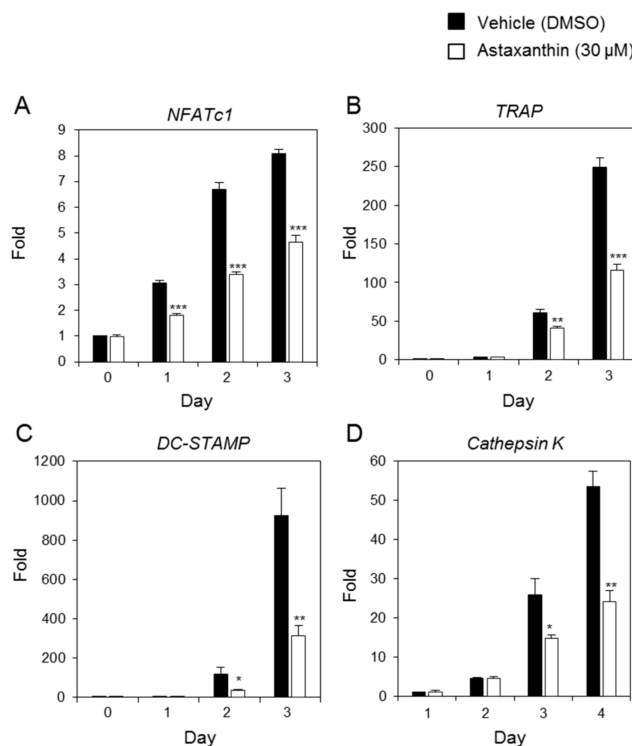 Vehicle (DMSO)
Astaxanthin (30 µM)
A
NFATc1
9
8
7
6
5
4
3
2
1
0
Fold
***
***
***
0 1 2 3
Day
B
TRAP
300
250
200
150
100
50
0
Fold
**
***
0 1 2 3
Day
C
DC-STAMP
1200
1000
800
600
400
200
0
Fold
*
**
0 1 2 3
Day
D
Cathepsin K
60
50
40
30
20
10
0
Fold
*
**
1 2 3 4
Day